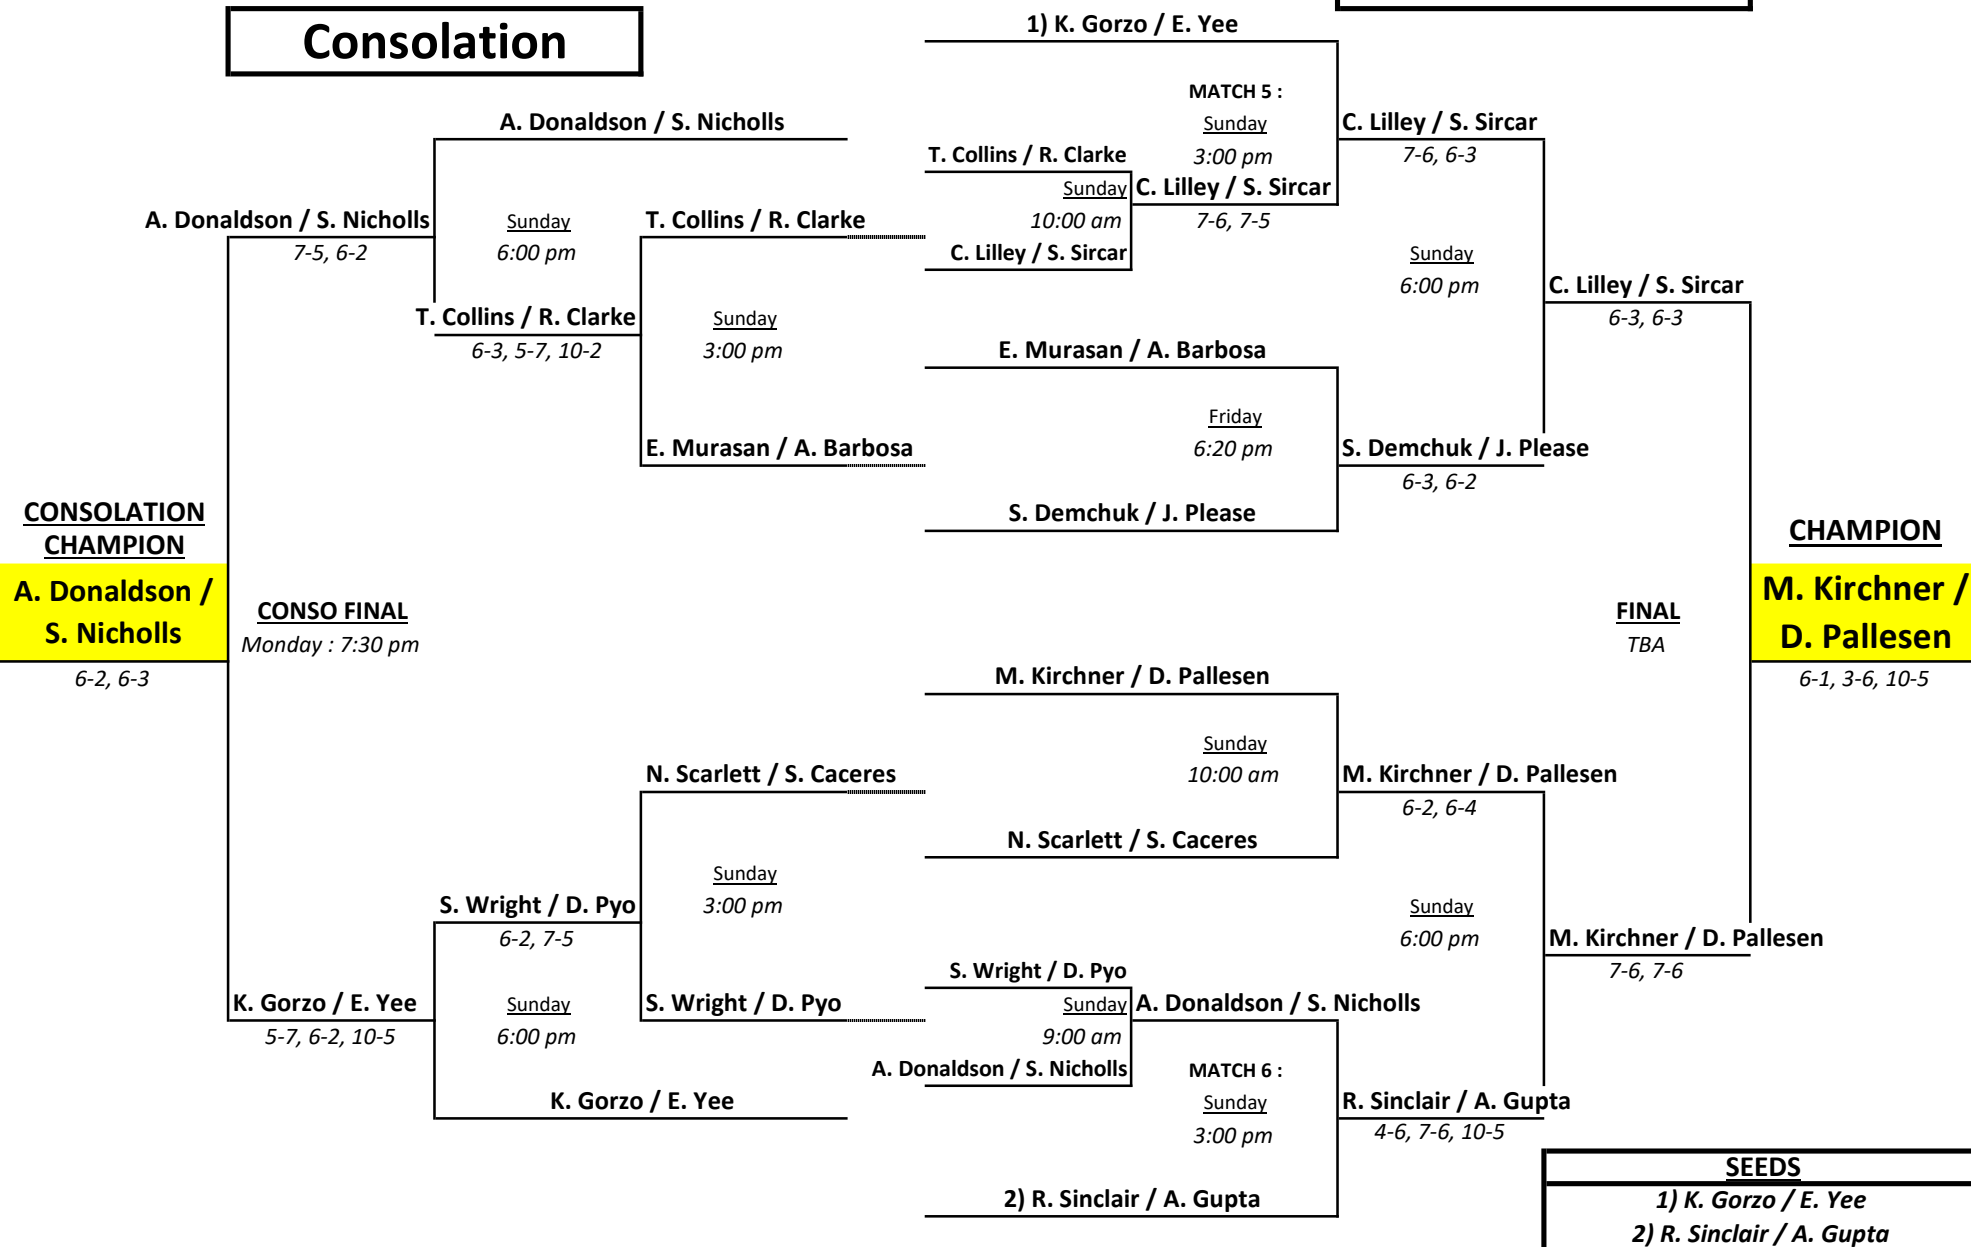 Consolation
1) K. Gorzo / E. Yee
MATCH 5 :
A. Donaldson / S. Nicholls
Sunday
C. Lilley / S. Sircar
T. Collins / R. Clarke
3:00 pm
7-6, 6-3
Sunday
C. Lilley / S. Sircar
A. Donaldson / S. Nicholls
Sunday
T. Collins / R. Clarke
10:00 am
7-6, 7-5
7-5, 6-2
6:00 pm
C. Lilley / S. Sircar
Sunday
6:00 pm
C. Lilley / S. Sircar
T. Collins / R. Clarke
Sunday
6-3, 6-3
6-3, 5-7, 10-2
3:00 pm
E. Murasan / A. Barbosa
Friday
E. Murasan / A. Barbosa
6:20 pm
S. Demchuk / J. Please
6-3, 6-2
CONSOLATION
CHAMPION
S. Demchuk / J. Please
CHAMPION
A. Donaldson /
S. Nicholls
CONSO FINAL
Monday : 7:30 pm
6-2, 6-3
FINAL
TBA
M. Kirchner /
D. Pallesen
6-1, 3-6, 10-5
M. Kirchner / D. Pallesen
Sunday
N. Scarlett / S. Caceres
10:00 am
M. Kirchner / D. Pallesen
6-2, 6-4
N. Scarlett / S. Caceres
Sunday
S. Wright / D. Pyo
3:00 pm
Sunday
6-2, 7-5
6:00 pm
M. Kirchner / D. Pallesen
S. Wright / D. Pyo
7-6, 7-6
K. Gorzo / E. Yee
Sunday
S. Wright / D. Pyo
Sunday
A. Donaldson / S. Nicholls
5-7, 6-2, 10-5
6:00 pm
9:00 am
A. Donaldson / S. Nicholls
MATCH 6 :
K. Gorzo / E. Yee
Sunday
R. Sinclair / A. Gupta
3:00 pm
4-6, 7-6, 10-5
SEEDS
2) R. Sinclair / A. Gupta
1) K. Gorzo / E. Yee
2) R. Sinclair / A. Gupta